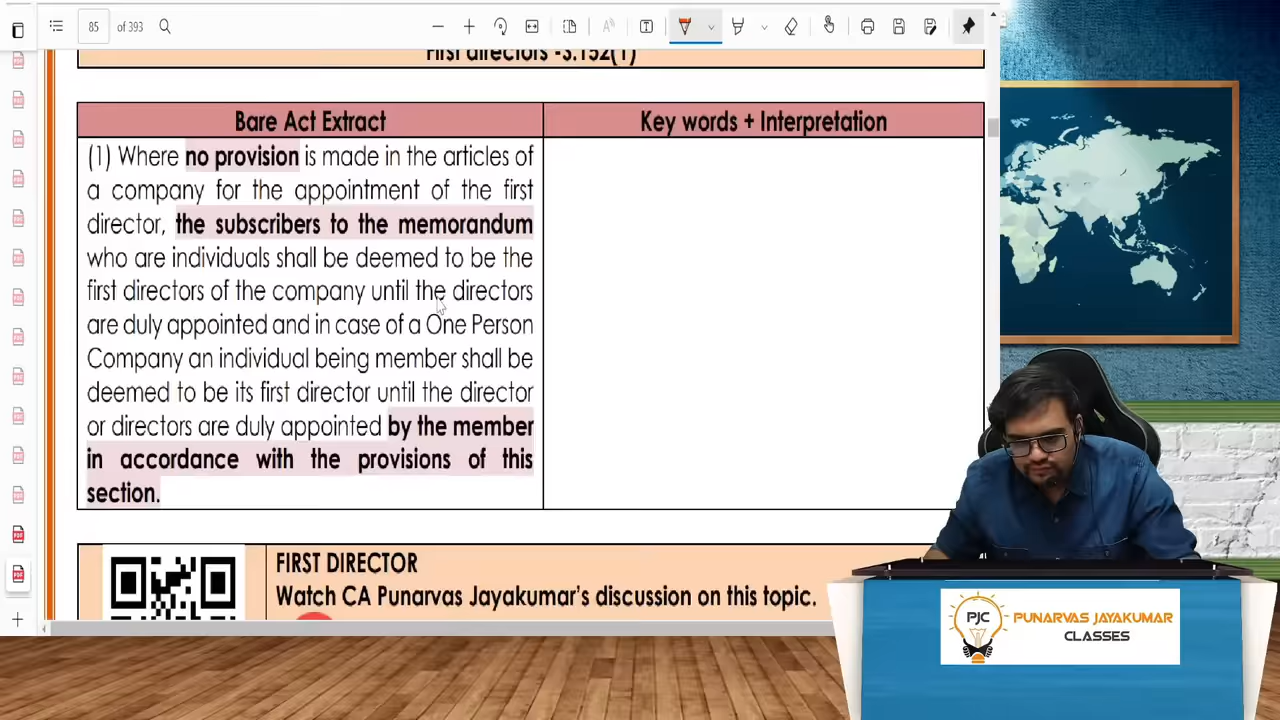 85 of 393
First directors -S.152(1)
Bare Act Extract
Key words + Interpretation
(1) Where no provision is made in the articles of
a company for the appointment of the first
director, the subscribers to the memorandum
who are individuals shall be deemed to be the
first directors of the company until the directors
are duly appointed and in case of a One Person
Company an individual being member shall be
deemed to be its first director until the director
or directors are duly appointed by the member
in accordance with the provisions of this
section.
FIRST DIRECTOR
Watch CA Punarvas Jayakumar's discussion on this topic.
PJC
PUNARVAS JAYAKUMAR
CLASSES